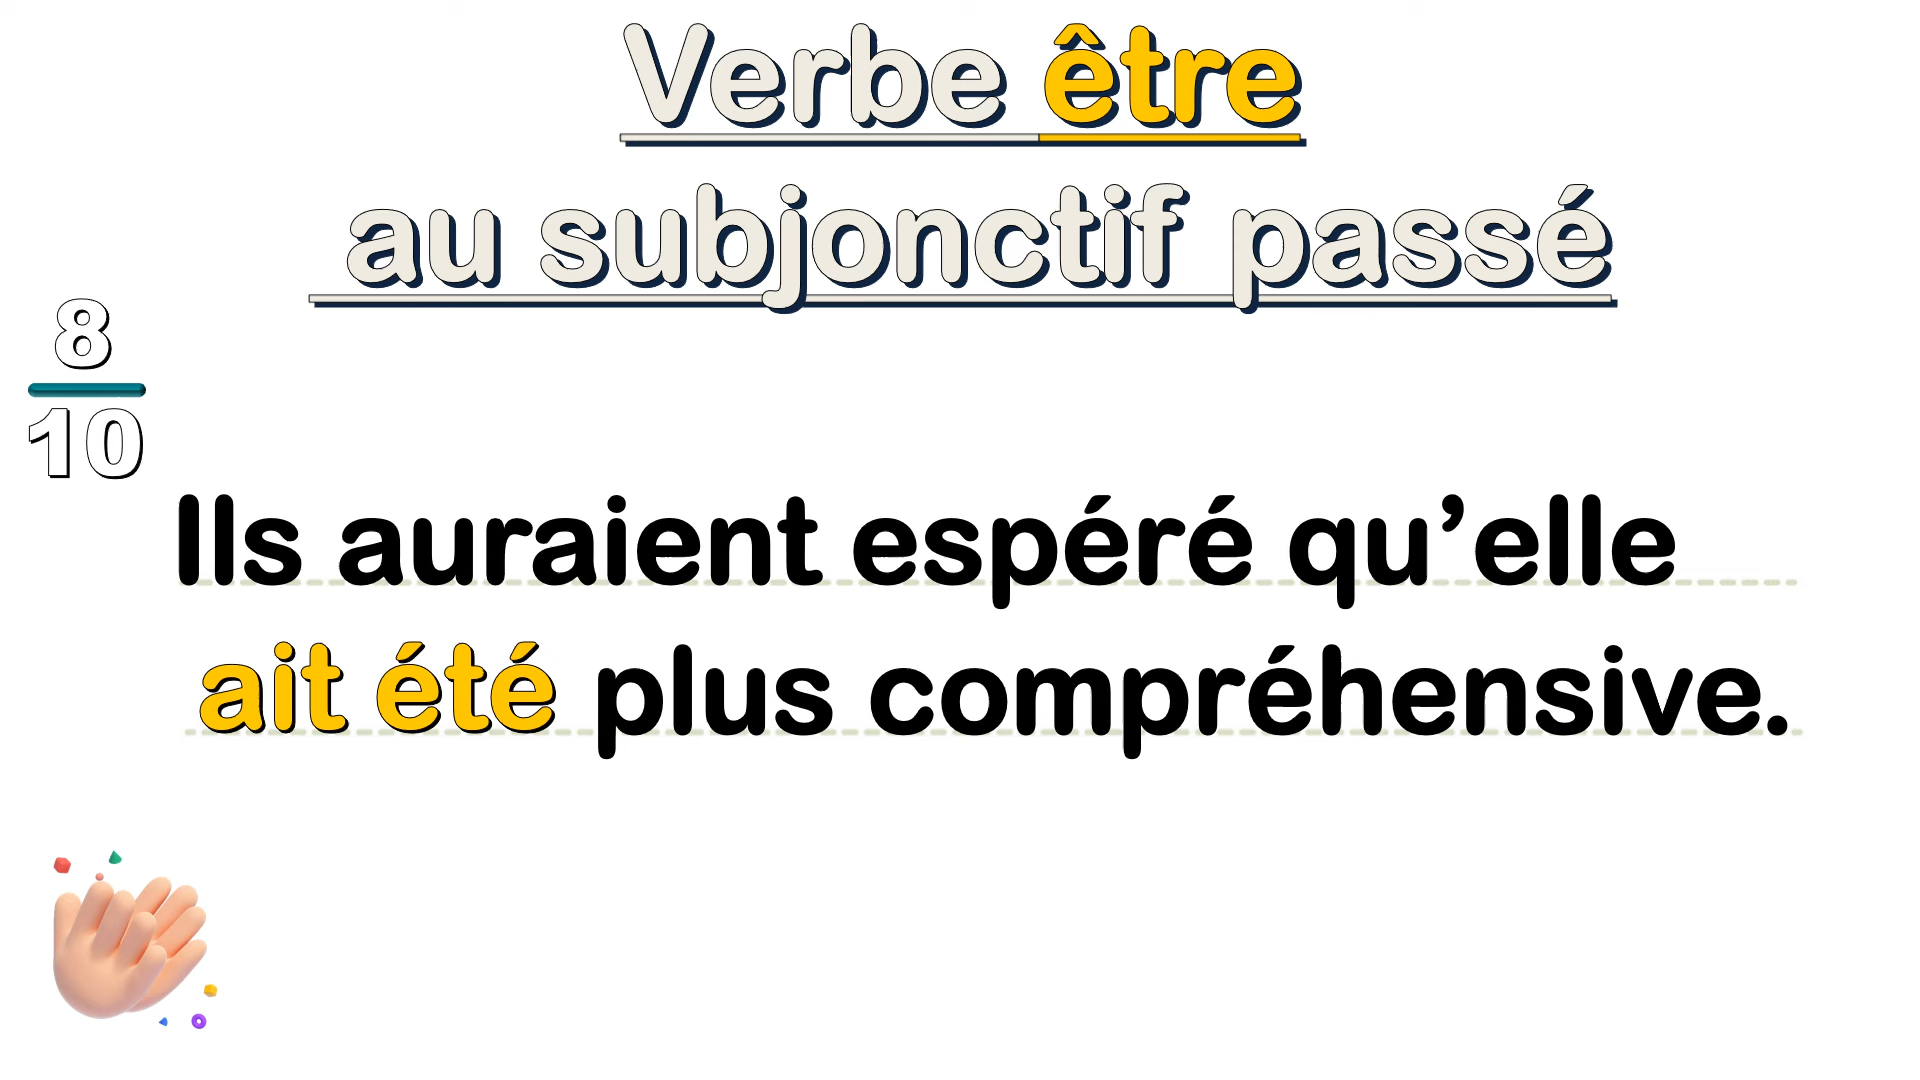 Verbe être
au subjonctif passé
8
10
Ils auraient espéré qu’elle
ait été plus compréhensive.